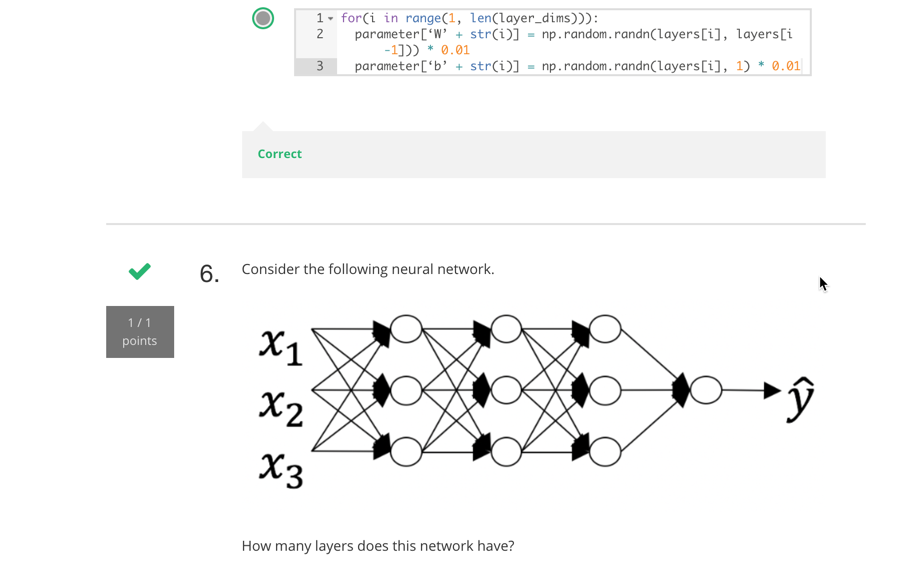 1 for(i in range(1, len(layer_dims))):
2 parameter[‘W’ + str(i)] = np.random.randn(layers[i], layers[i
-1])) * 0.01
3 parameter[‘b’ + str(i)] = np.random.randn(layers[i], 1) * 0.01
Correct
6. Consider the following neural network.
1 / 1
points
x1
x2
x3
ŷ
How many layers does this network have?